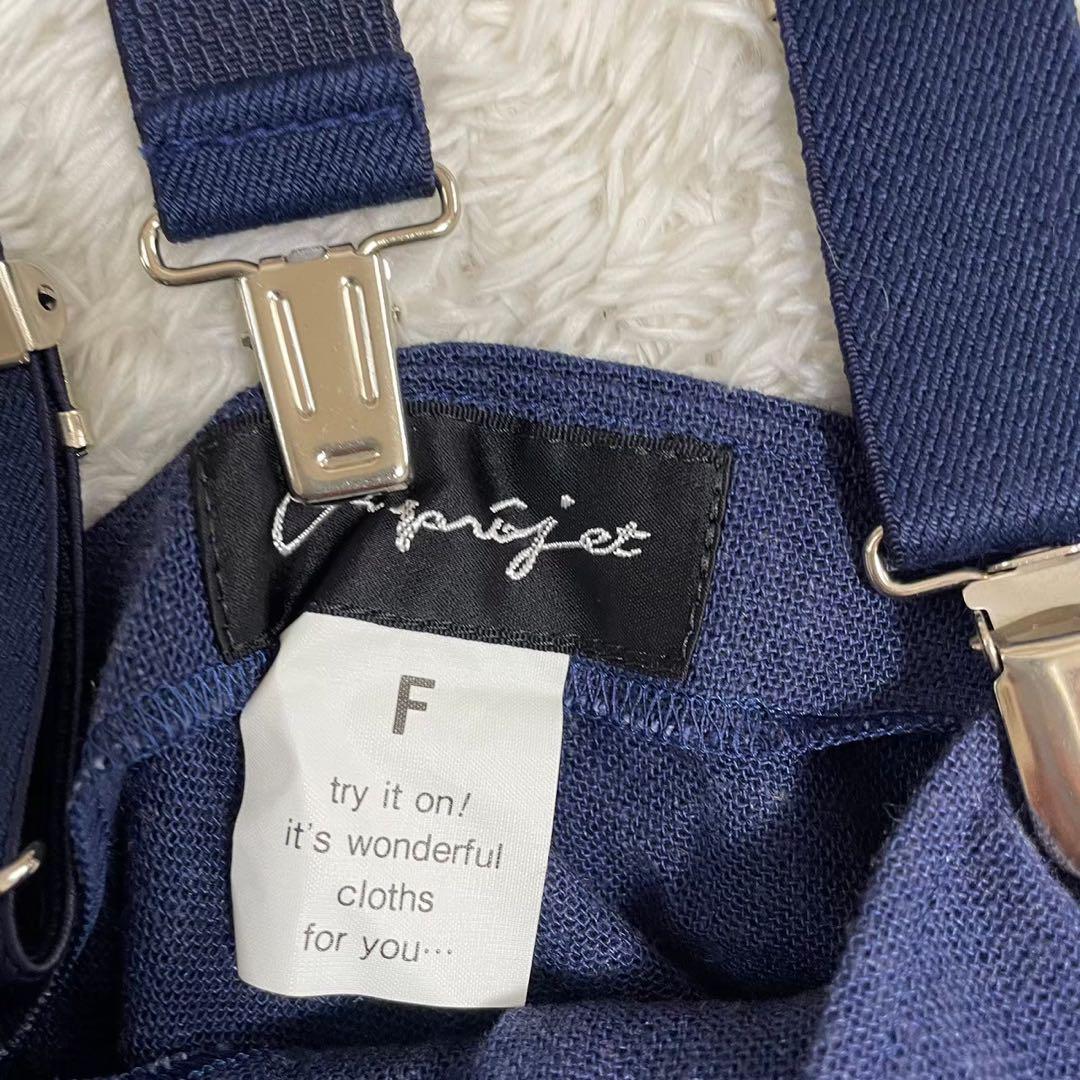 F
try it on!
it's wonderful
cloths
for you…